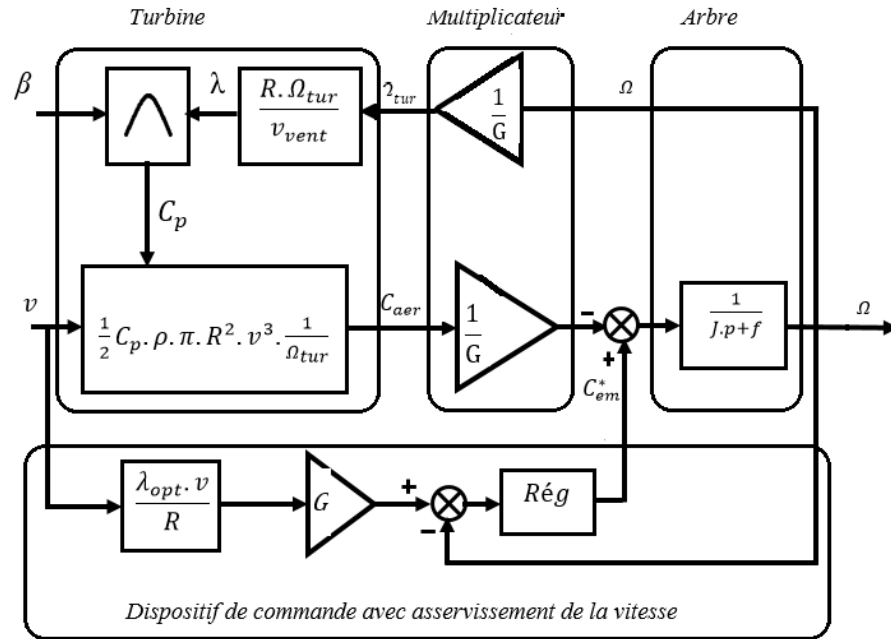 Turbine
Multiplicateur
Arbre
β
λ
R. Ω_tur / v_vent
Ω_tur
1/G
Ω
C_p
v
1/2 C_p. ρ. π. R². v³. 1/Ω_tur
C_aer
1/G
−
+
C*_em
1/(J.p+f)
Ω
λ_opt. v / R
G
+
−
Rég
Dispositif de commande avec asservissement de la vitesse